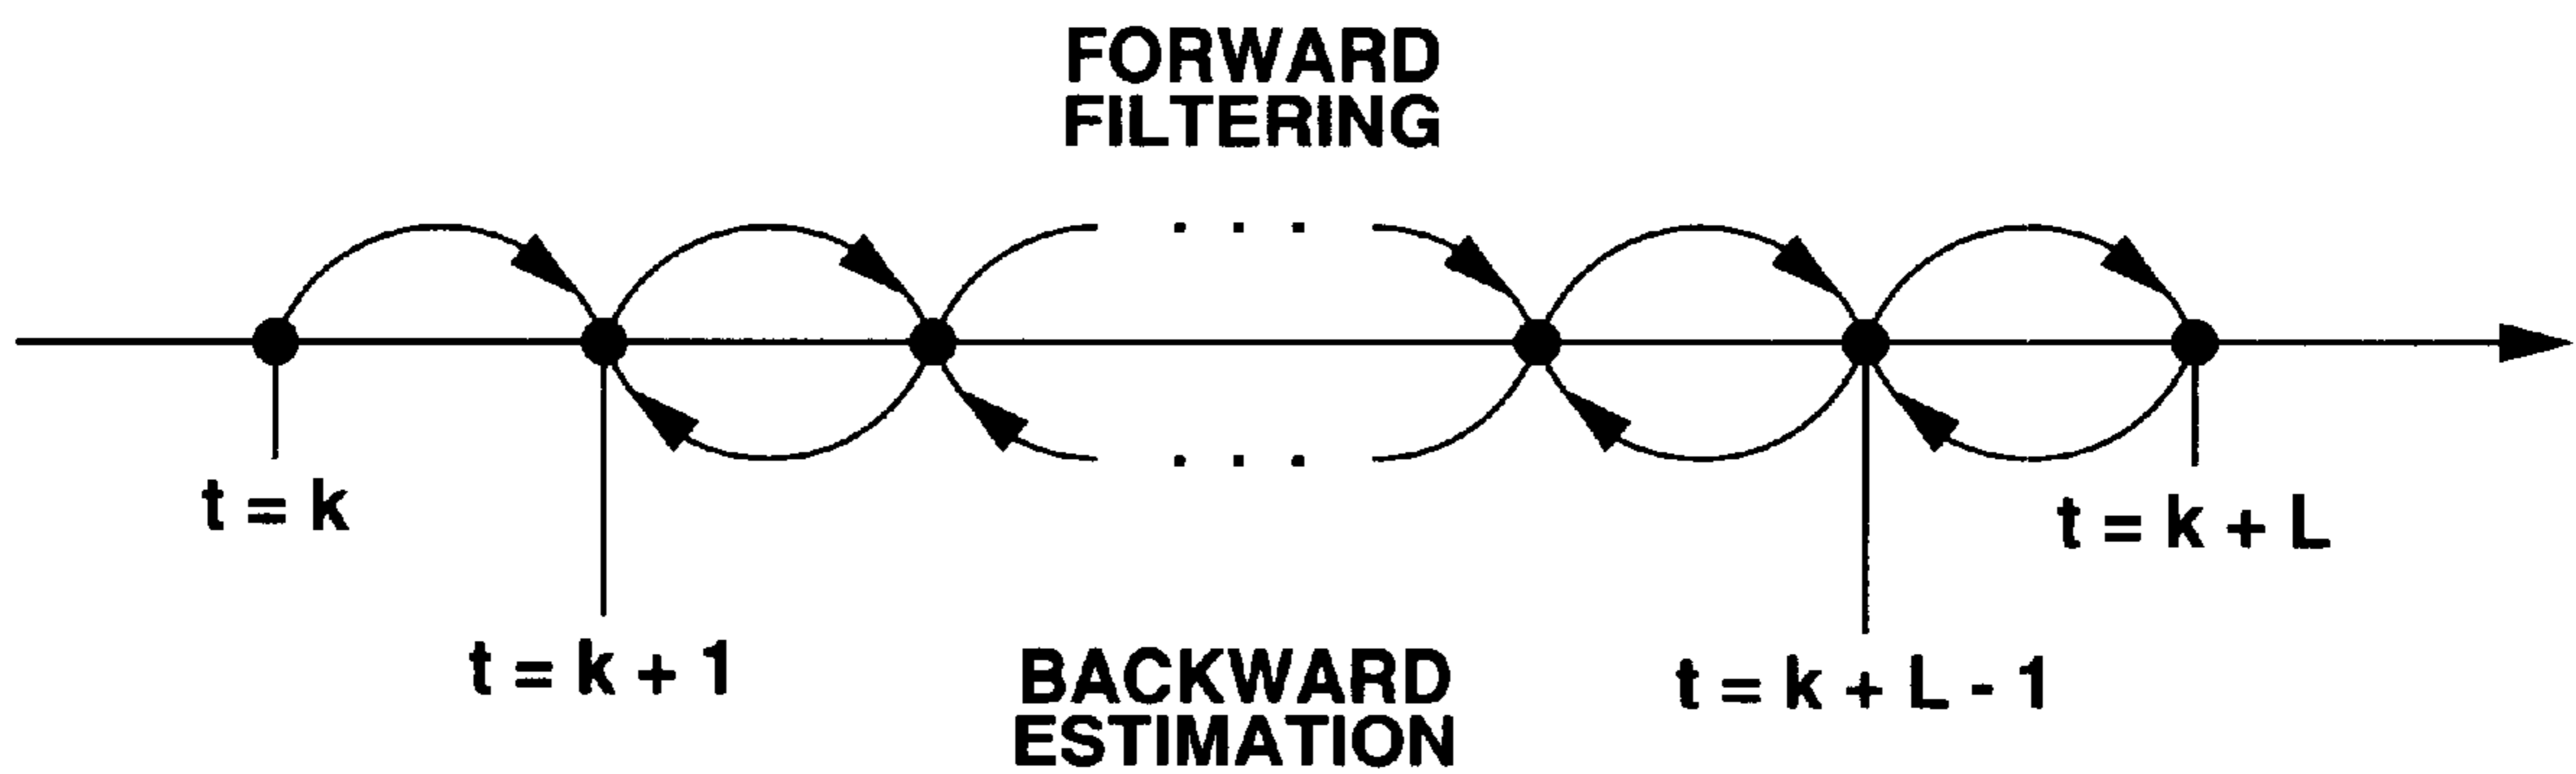 FORWARD
FILTERING
. . .
. . .
t = k
t = k + L
t = k + 1
t = k + L - 1
BACKWARD
ESTIMATION